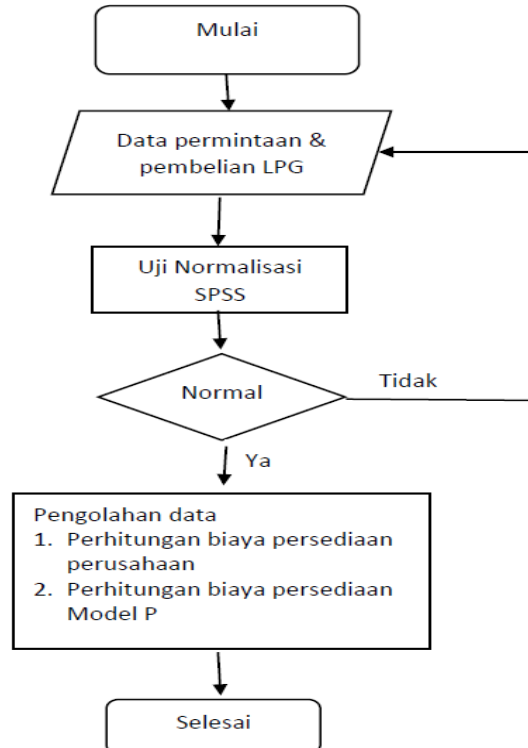 Mulai
Data permintaan &
pembelian LPG
Uji Normalisasi
SPSS
Normal
Tidak
Ya
Pengolahan data
1. Perhitungan biaya persediaan
perusahaan
2. Perhitungan biaya persediaan
Model P
Selesai